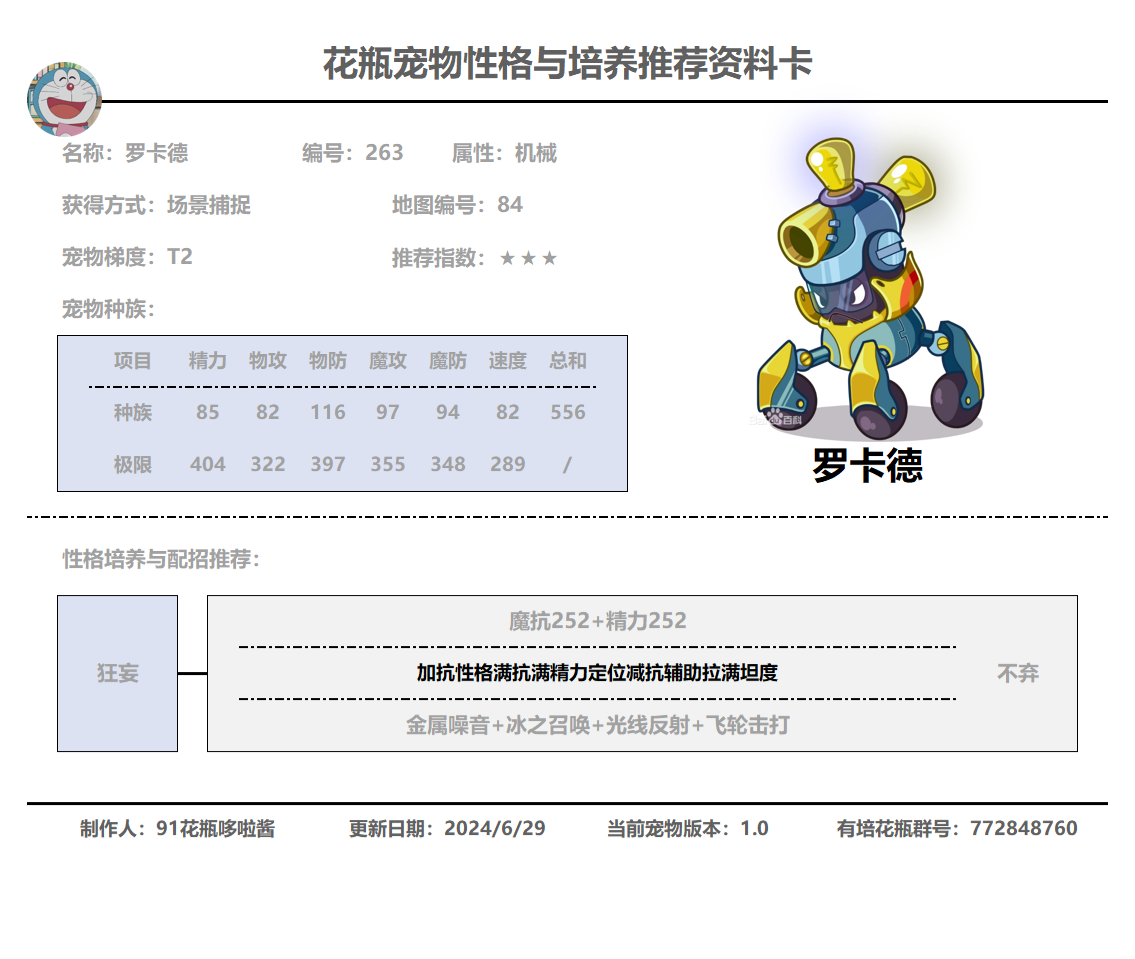 花瓶宠物性格与培养推荐资料卡
名称：罗卡德 编号：263 属性：机械
获得方式：场景捕捉 地图编号：84
宠物梯度：T2 推荐指数：★★★
宠物种族：
项目 精力 物攻 物防 魔攻 魔防 速度 总和
种族 85 82 116 97 94 82 556
极限 404 322 397 355 348 289 /
百科
罗卡德
性格培养与配招推荐：
狂妄
魔抗252+精力252
加抗性格满抗满精力定位减抗辅助拉满坦度
金属噪音+冰之召唤+光线反射+飞轮击打
不弃
制作人：91花瓶哆啦酱 更新日期：2024/6/29 当前宠物版本：1.0 有培花瓶群号：772848760